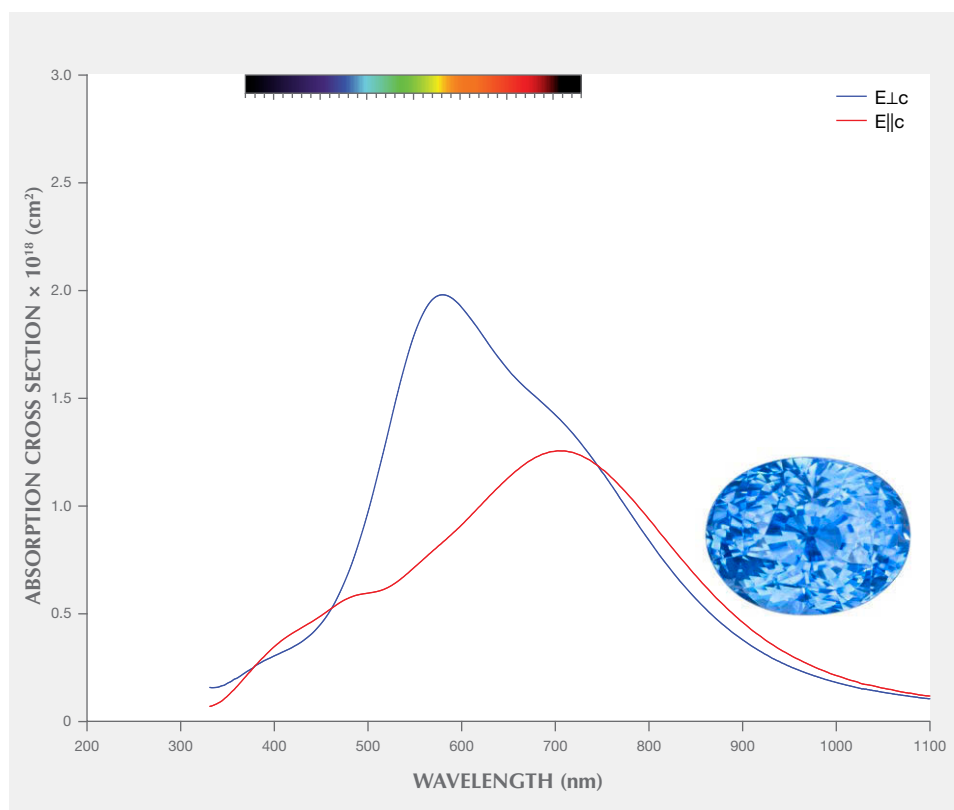 E⊥c
E||c
3.0
2.5
2.0
1.5
1.0
0.5
0
ABSORPTION CROSS SECTION × 10¹⁸ (cm²)
200 300 400 500 600 700 800 900 1000 1100
WAVELENGTH (nm)